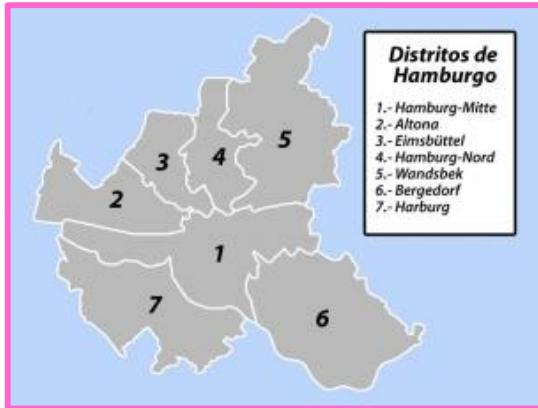 Distritos de
Hamburgo
1.- Hamburg-Mitte
2.- Altona
3.- Eimsbüttel
4.- Hamburg-Nord
5.- Wandsbek
6.- Bergedorf
7.- Harburg
5
4
3
2
1
7
6